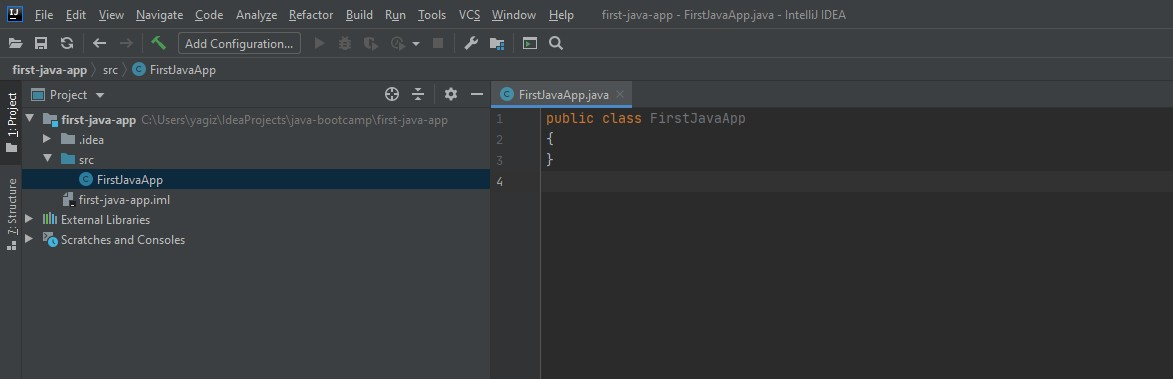 IJ File Edit View Navigate Code Analyze Refactor Build Run Tools VCS Window Help first-java-app - FirstJavaApp.java - IntelliJ IDEA
Add Configuration...
first-java-app src C FirstJavaApp
1: Project
7: Structure
Project
first-java-app C:\Users\yagiz\IdeaProjects\java-bootcamp\first-java-app
.idea
src
C FirstJavaApp
first-java-app.iml
External Libraries
Scratches and Consoles
C FirstJavaApp.java
1 public class FirstJavaApp
2 {
3 }
4